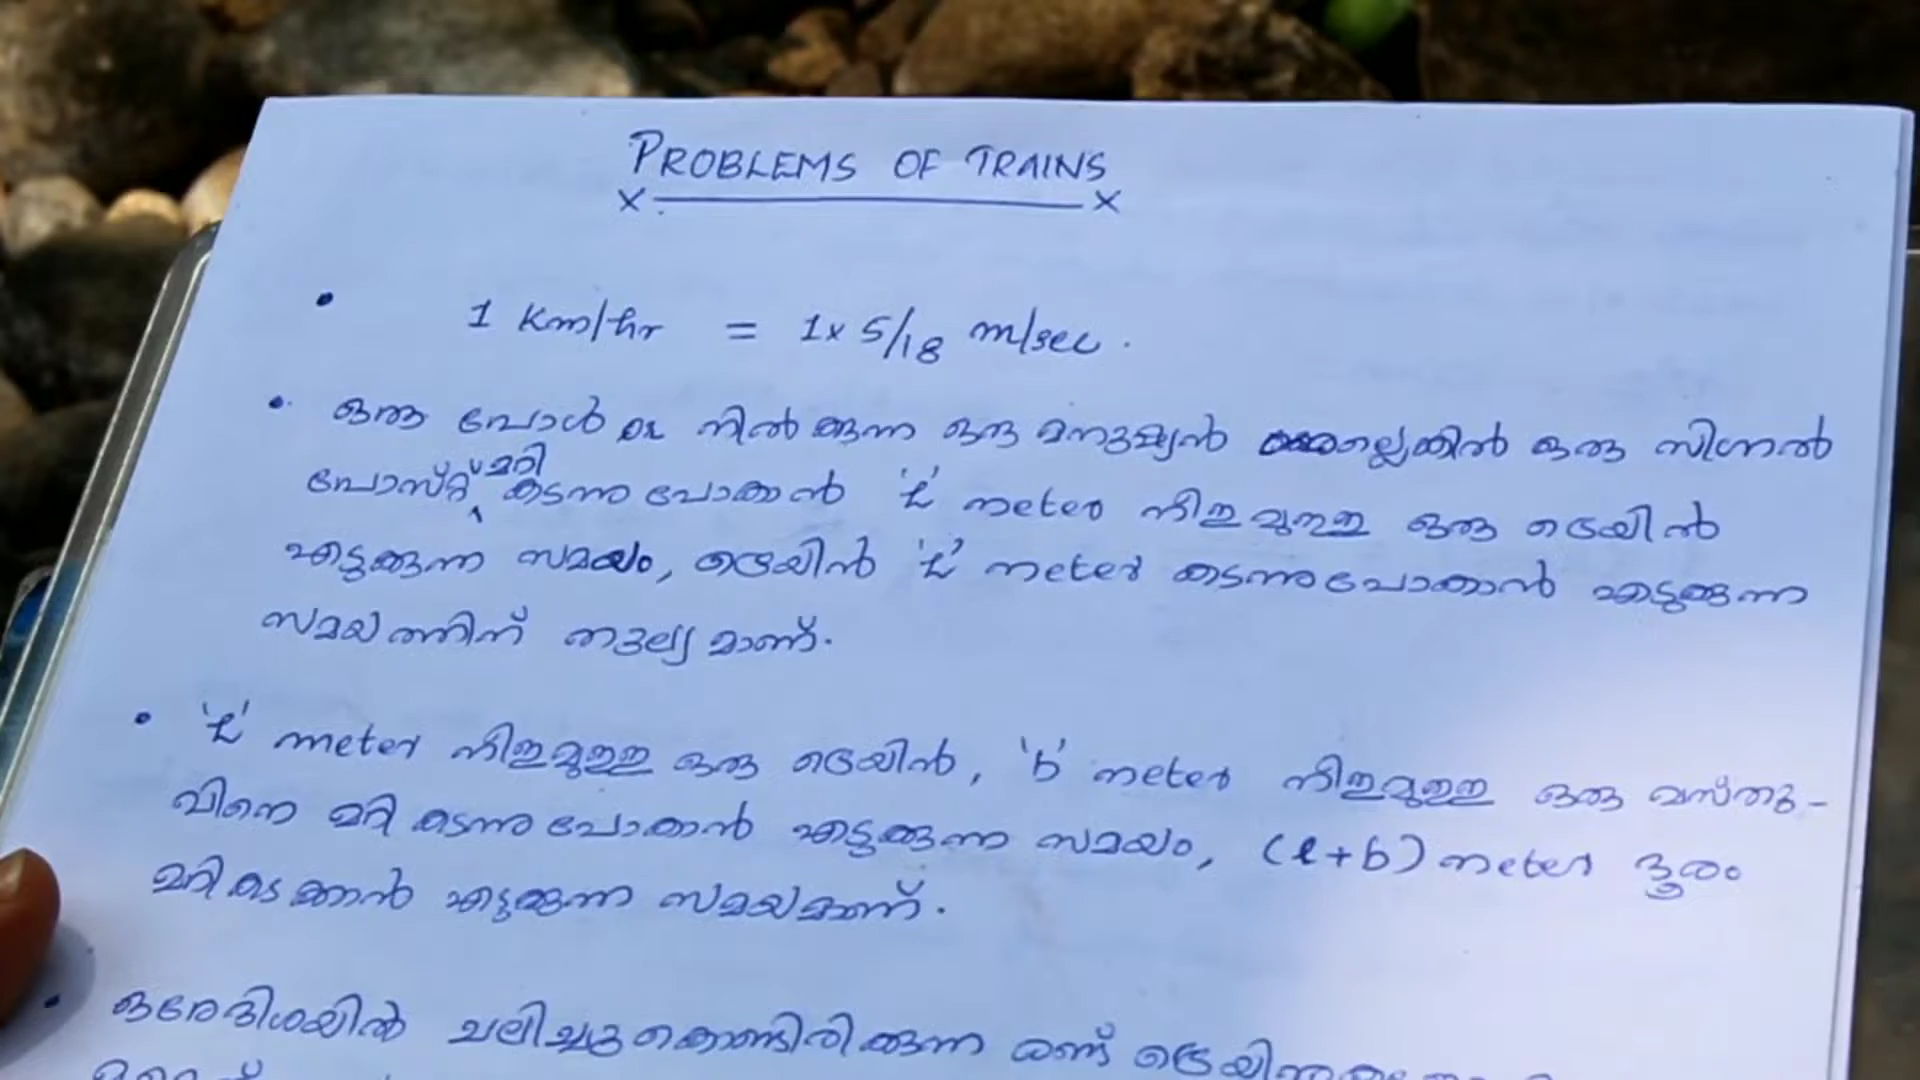 PROBLEMS OF TRAINS
• 1 Km/hr = 1x 5/18 m/sec.
• ഒരു പോൾ or നിൽക്കുന്ന ഒരു മനുഷ്യൻ അല്ലെങ്കിൽ ഒരു സിഗ്നൽ
പോസ്റ്റ് മറി കടന്നു പോകാൻ 'l' meter നീളമുള്ള ഒരു ട്രെയിൻ
എടുക്കുന്ന സമയം, ട്രെയിൻ 'l' meter കടന്നുപോകാൻ എടുക്കുന്ന
സമയത്തിന് തുല്യമാണ്.
• 'l' meter നീളമുള്ള ഒരു ട്രെയിൻ, 'b' meter നീളമുള്ള ഒരു വസ്തു-
വിനെ മറി കടന്നു പോകാൻ എടുക്കുന്ന സമയം, (l+b) meter ദൂരം
മറികടക്കാൻ എടുക്കുന്ന സമയമാണ്.
• ഒരേദിശയിൽ ചലിച്ചുകൊണ്ടിരിക്കുന്ന രണ്ട്